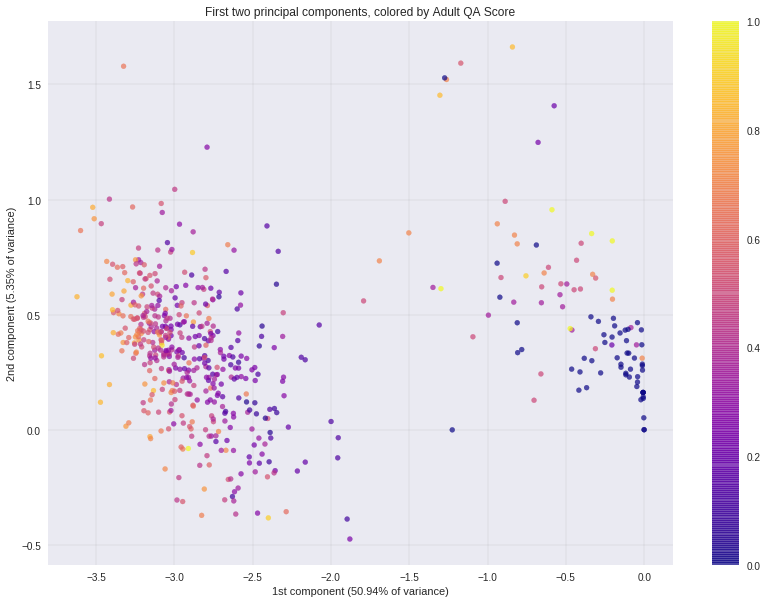 First two principal components, colored by Adult QA Score
1.5
1.0
0.5
0.0
−0.5
2nd component (5.35% of variance)
−3.5 −3.0 −2.5 −2.0 −1.5 −1.0 −0.5 0.0
1st component (50.94% of variance)
1.0
0.8
0.6
0.4
0.2
0.0